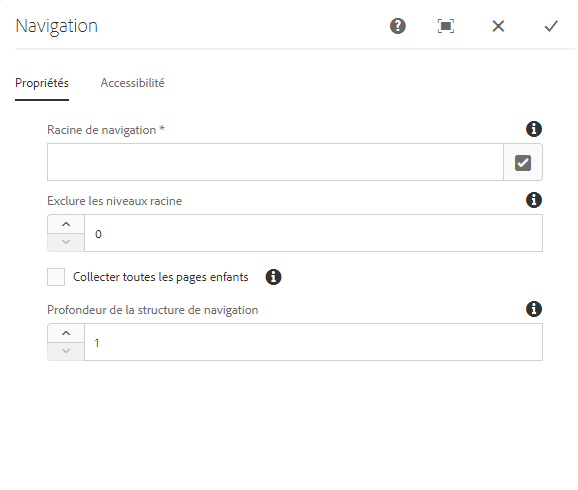 Navigation
Propriétés Accessibilité
Racine de navigation *
Exclure les niveaux racine
0
Collecter toutes les pages enfants
Profondeur de la structure de navigation
1